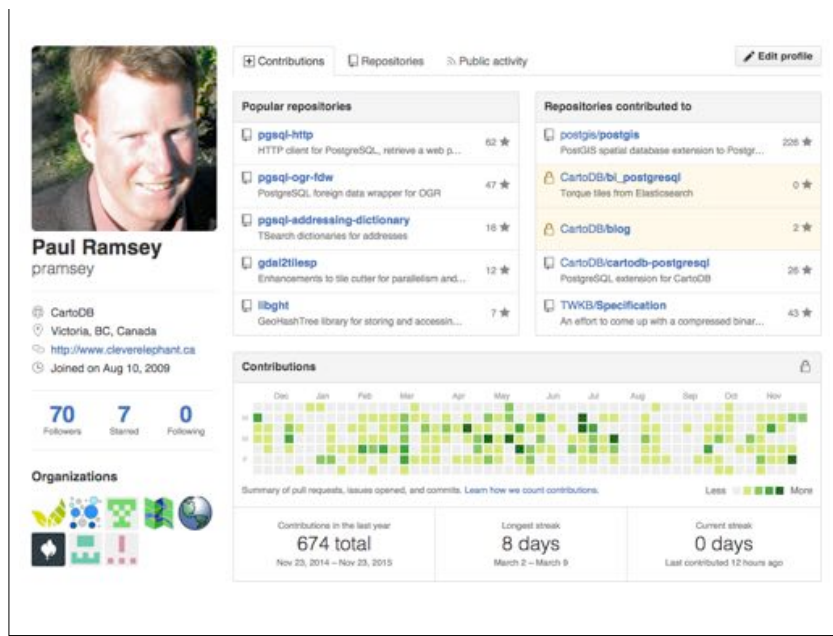 Contributions
Repositories
Public activity
Edit profile
Paul Ramsey
pramsey
CartoDB
Victoria, BC, Canada
http://www.cleverelephant.ca
Joined on Aug 10, 2009
70
Followers
7
Starred
0
Following
Organizations
Popular repositories
pgsql-http
HTTP client for PostgreSQL, retrieve a web p...
62
pgsql-ogr-fdw
PostgreSQL foreign data wrapper for OGR
47
pgsql-addressing-dictionary
TSearch dictionaries for addresses
16
gdal2tilesp
Enhancements to tile cutter for parallelism and...
12
libght
GeoHashTree library for storing and accessin...
7
Repositories contributed to
postgis/postgis
PostGIS spatial database extension to Postgr...
226
CartoDB/bi_postgresql
Torque tiles from Elasticsearch
0
CartoDB/blog
2
CartoDB/cartodb-postgresql
PostgreSQL extension for CartoDB
26
TWKB/Specification
An effort to come up with a compressed binar...
43
Contributions
Dec Jan Feb Mar Apr May Jun Jul Aug Sep Oct Nov
M
W
F
Summary of pull requests, issues opened, and commits. Learn how we count contributions.
Less More
Contributions in the last year
674 total
Nov 23, 2014 – Nov 23, 2015
Longest streak
8 days
March 2 – March 9
Current streak
0 days
Last contributed 12 hours ago